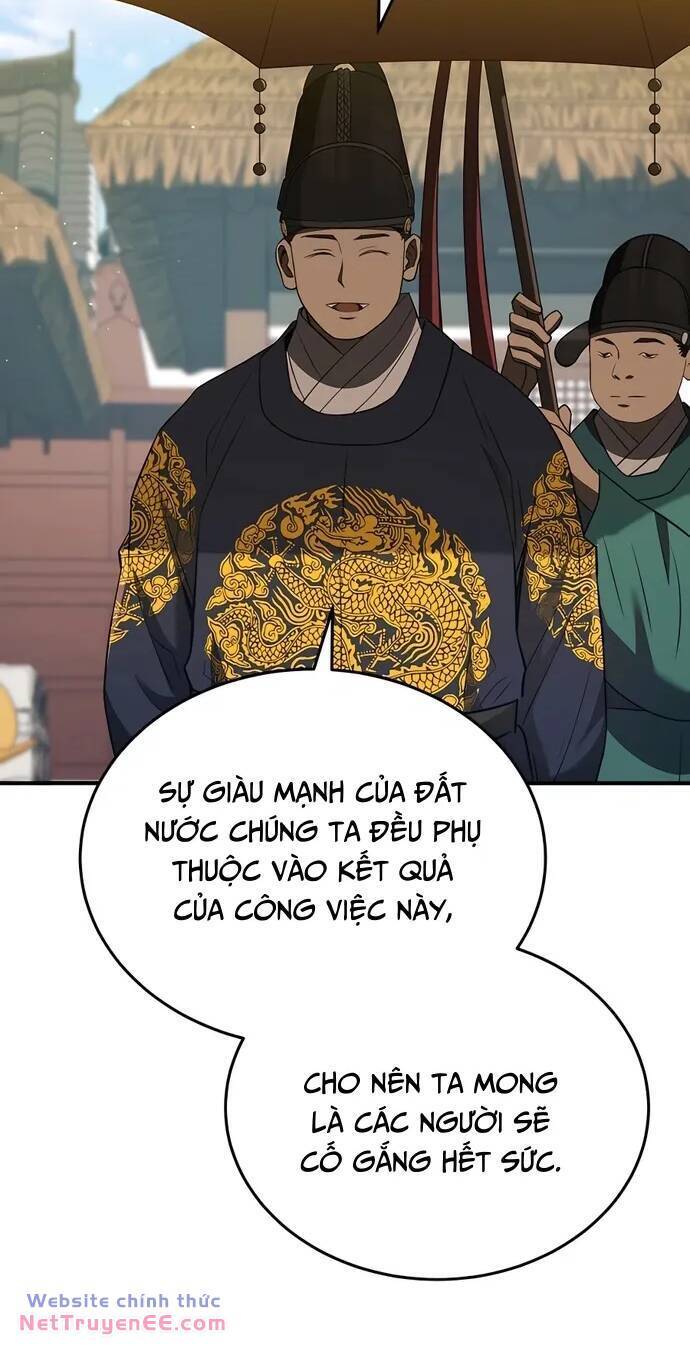 SỰ GIÀU MẠNH CỦA ĐẤT
NƯỚC CHÚNG TA ĐỀU PHỤ
THUỘC VÀO KẾT QUẢ
CỦA CÔNG VIỆC NÀY,
CHO NÊN TA MONG
LÀ CÁC NGƯỜI SẼ
CỐ GẮNG HẾT SỨC.
Website chính thức
NetTruyenEE.com